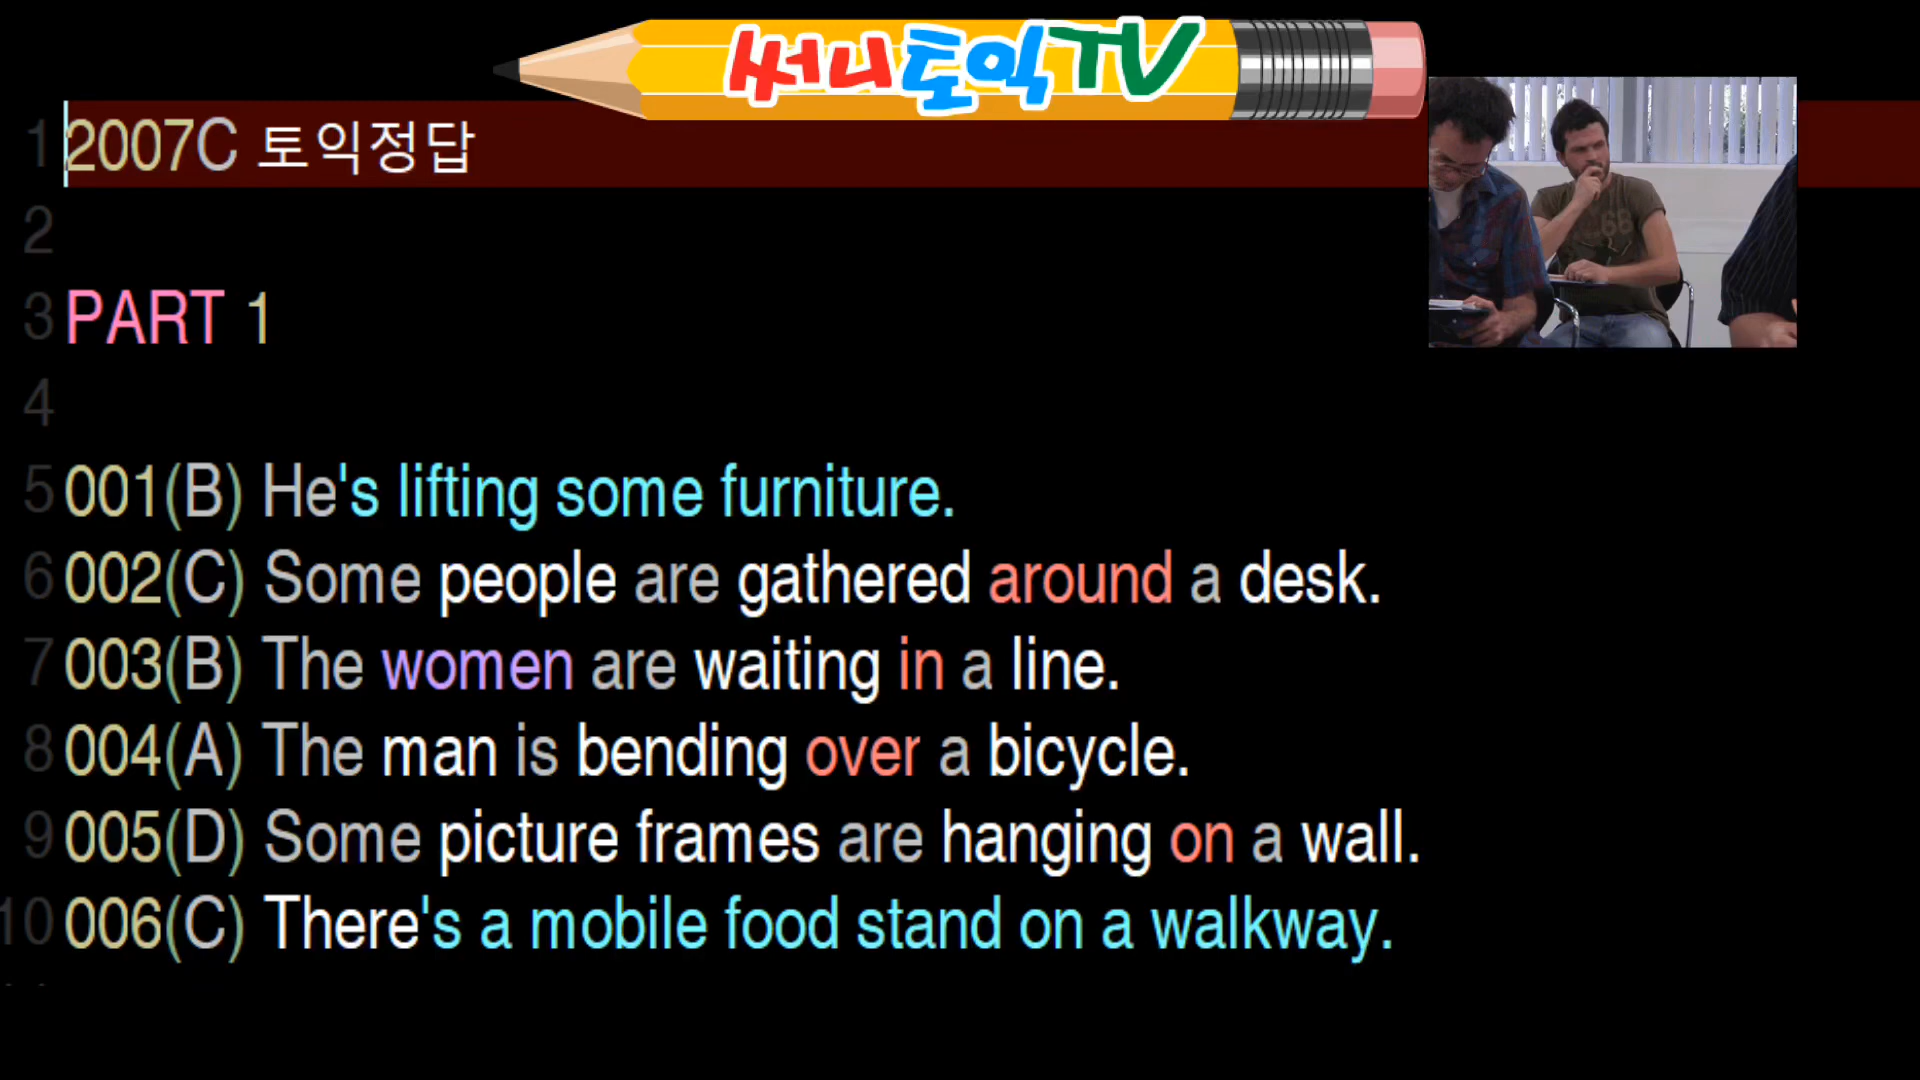 써니토익TV
1 2007C 토익정답
2
3 PART 1
4
5 001(B) He's lifting some furniture.
6 002(C) Some people are gathered around a desk.
7 003(B) The women are waiting in a line.
8 004(A) The man is bending over a bicycle.
9 005(D) Some picture frames are hanging on a wall.
10 006(C) There's a mobile food stand on a walkway.
68